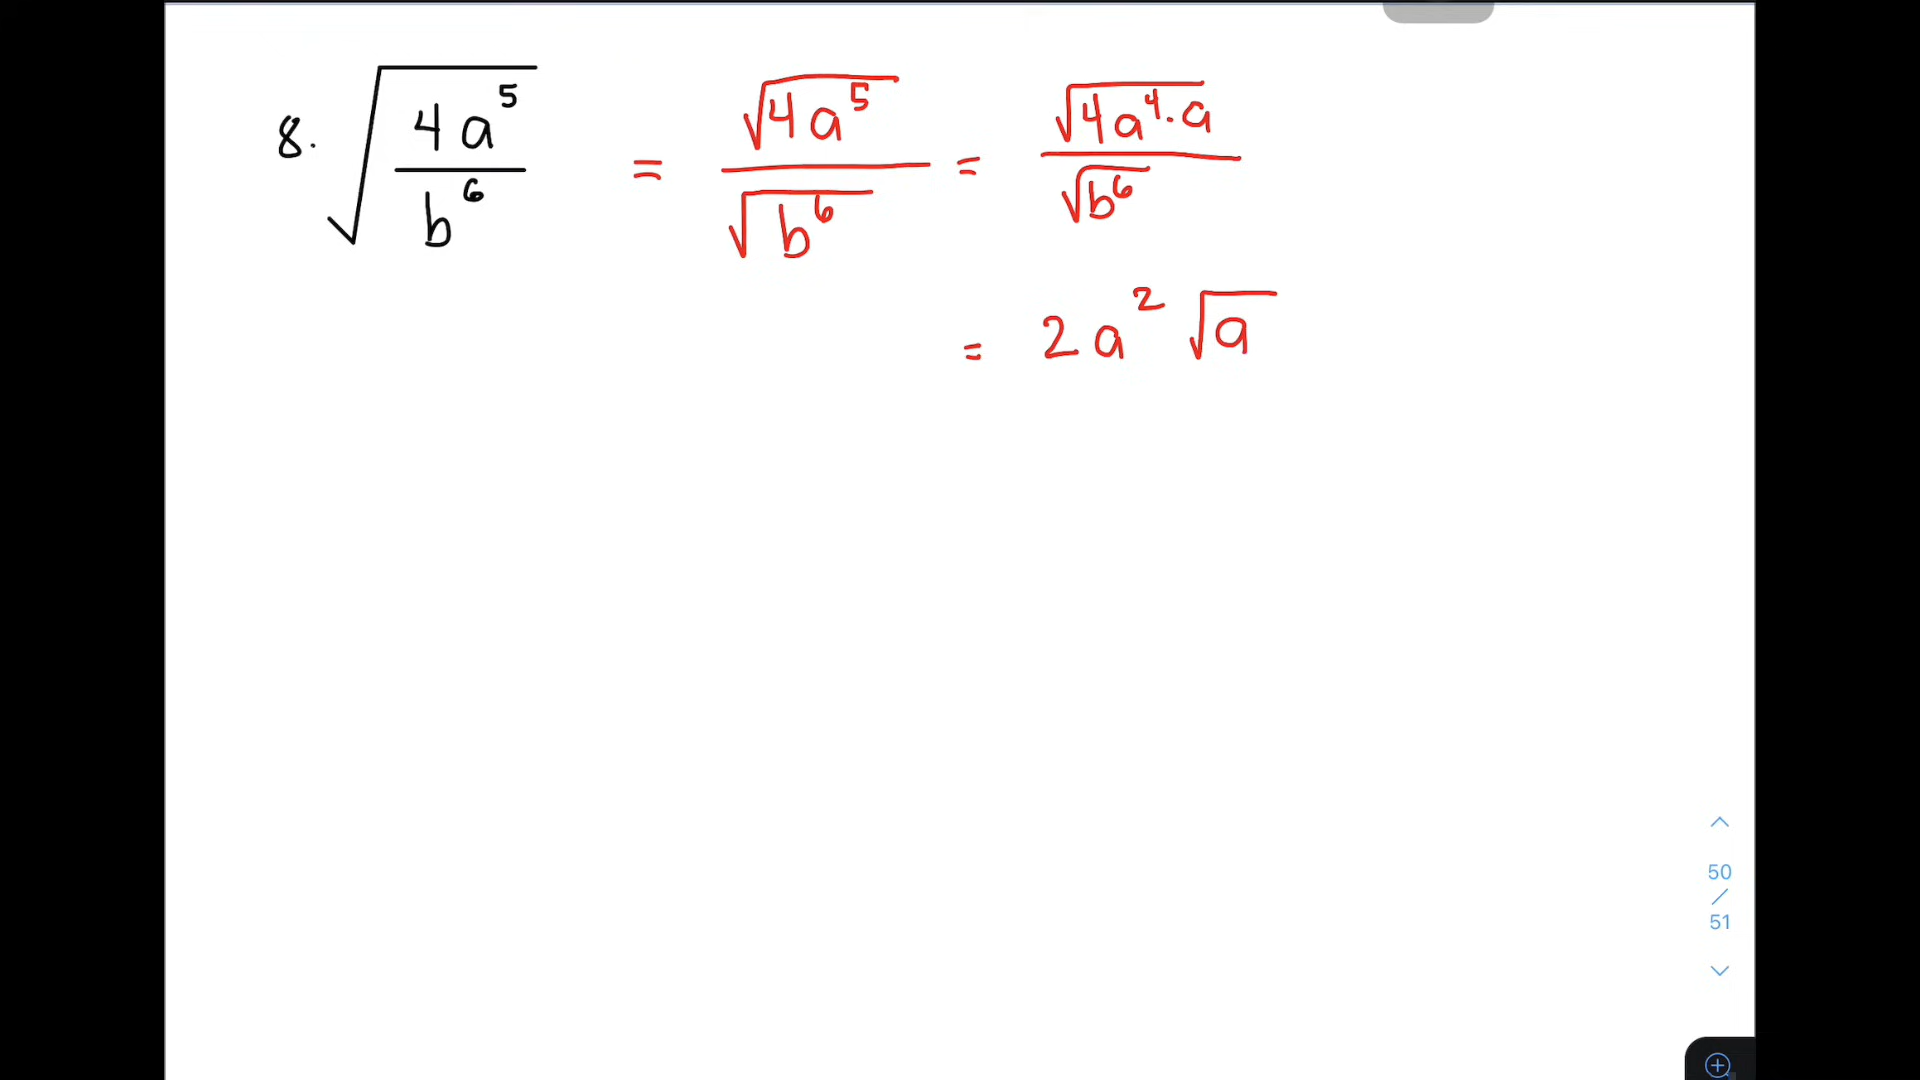 8. √(4a⁵/b⁶) = √(4a⁵)/√(b⁶) = √(4a⁴·a)/√(b⁶)
= 2a² √a
50
/
51